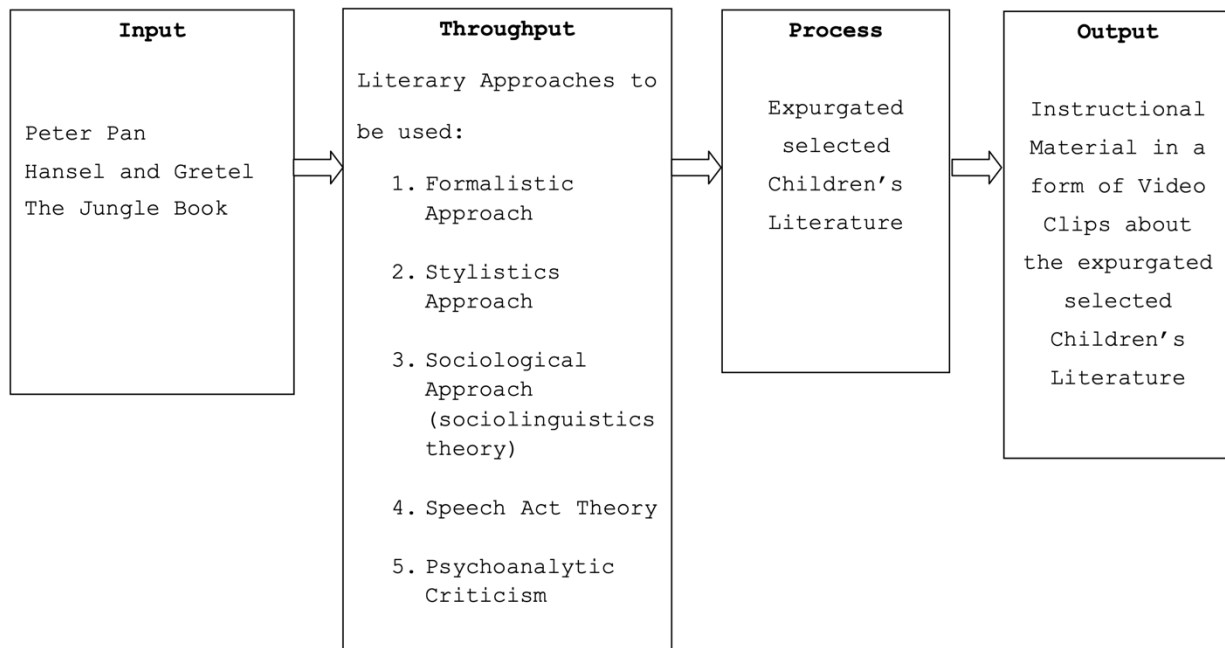 Input
Peter Pan
Hansel and Gretel
The Jungle Book
Throughput
Literary Approaches to
be used:
1. Formalistic
Approach
2. Stylistics
Approach
3. Sociological
Approach
(sociolinguistics
theory)
4. Speech Act Theory
5. Psychoanalytic
Criticism
Process
Expurgated
selected
Children’s
Literature
Output
Instructional
Material in a
form of Video
Clips about
the expurgated
selected
Children’s
Literature